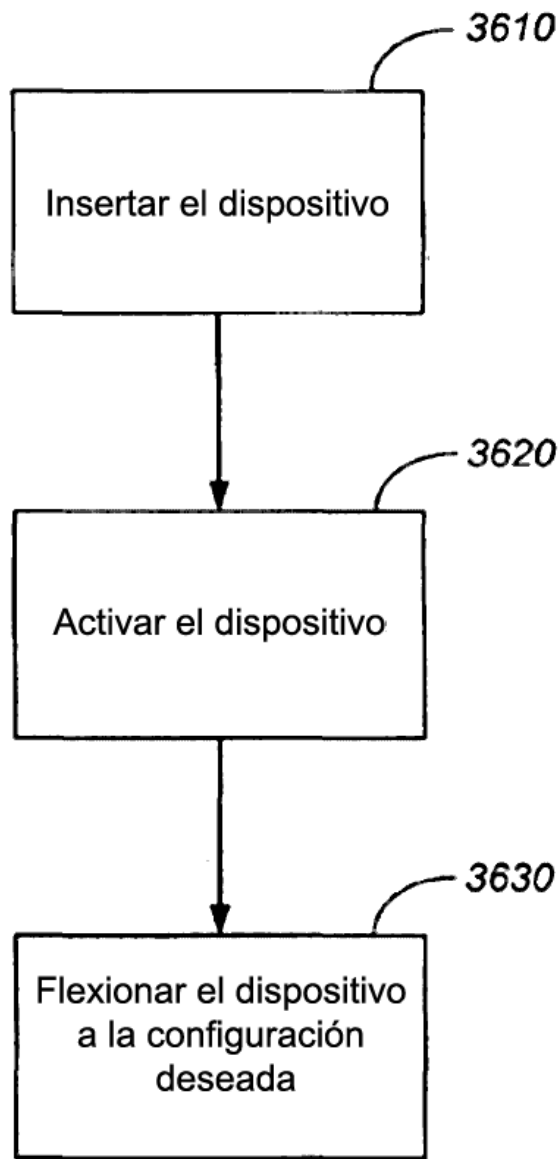 3610
Insertar el dispositivo
3620
Activar el dispositivo
3630
Flexionar el dispositivo
a la configuración
deseada